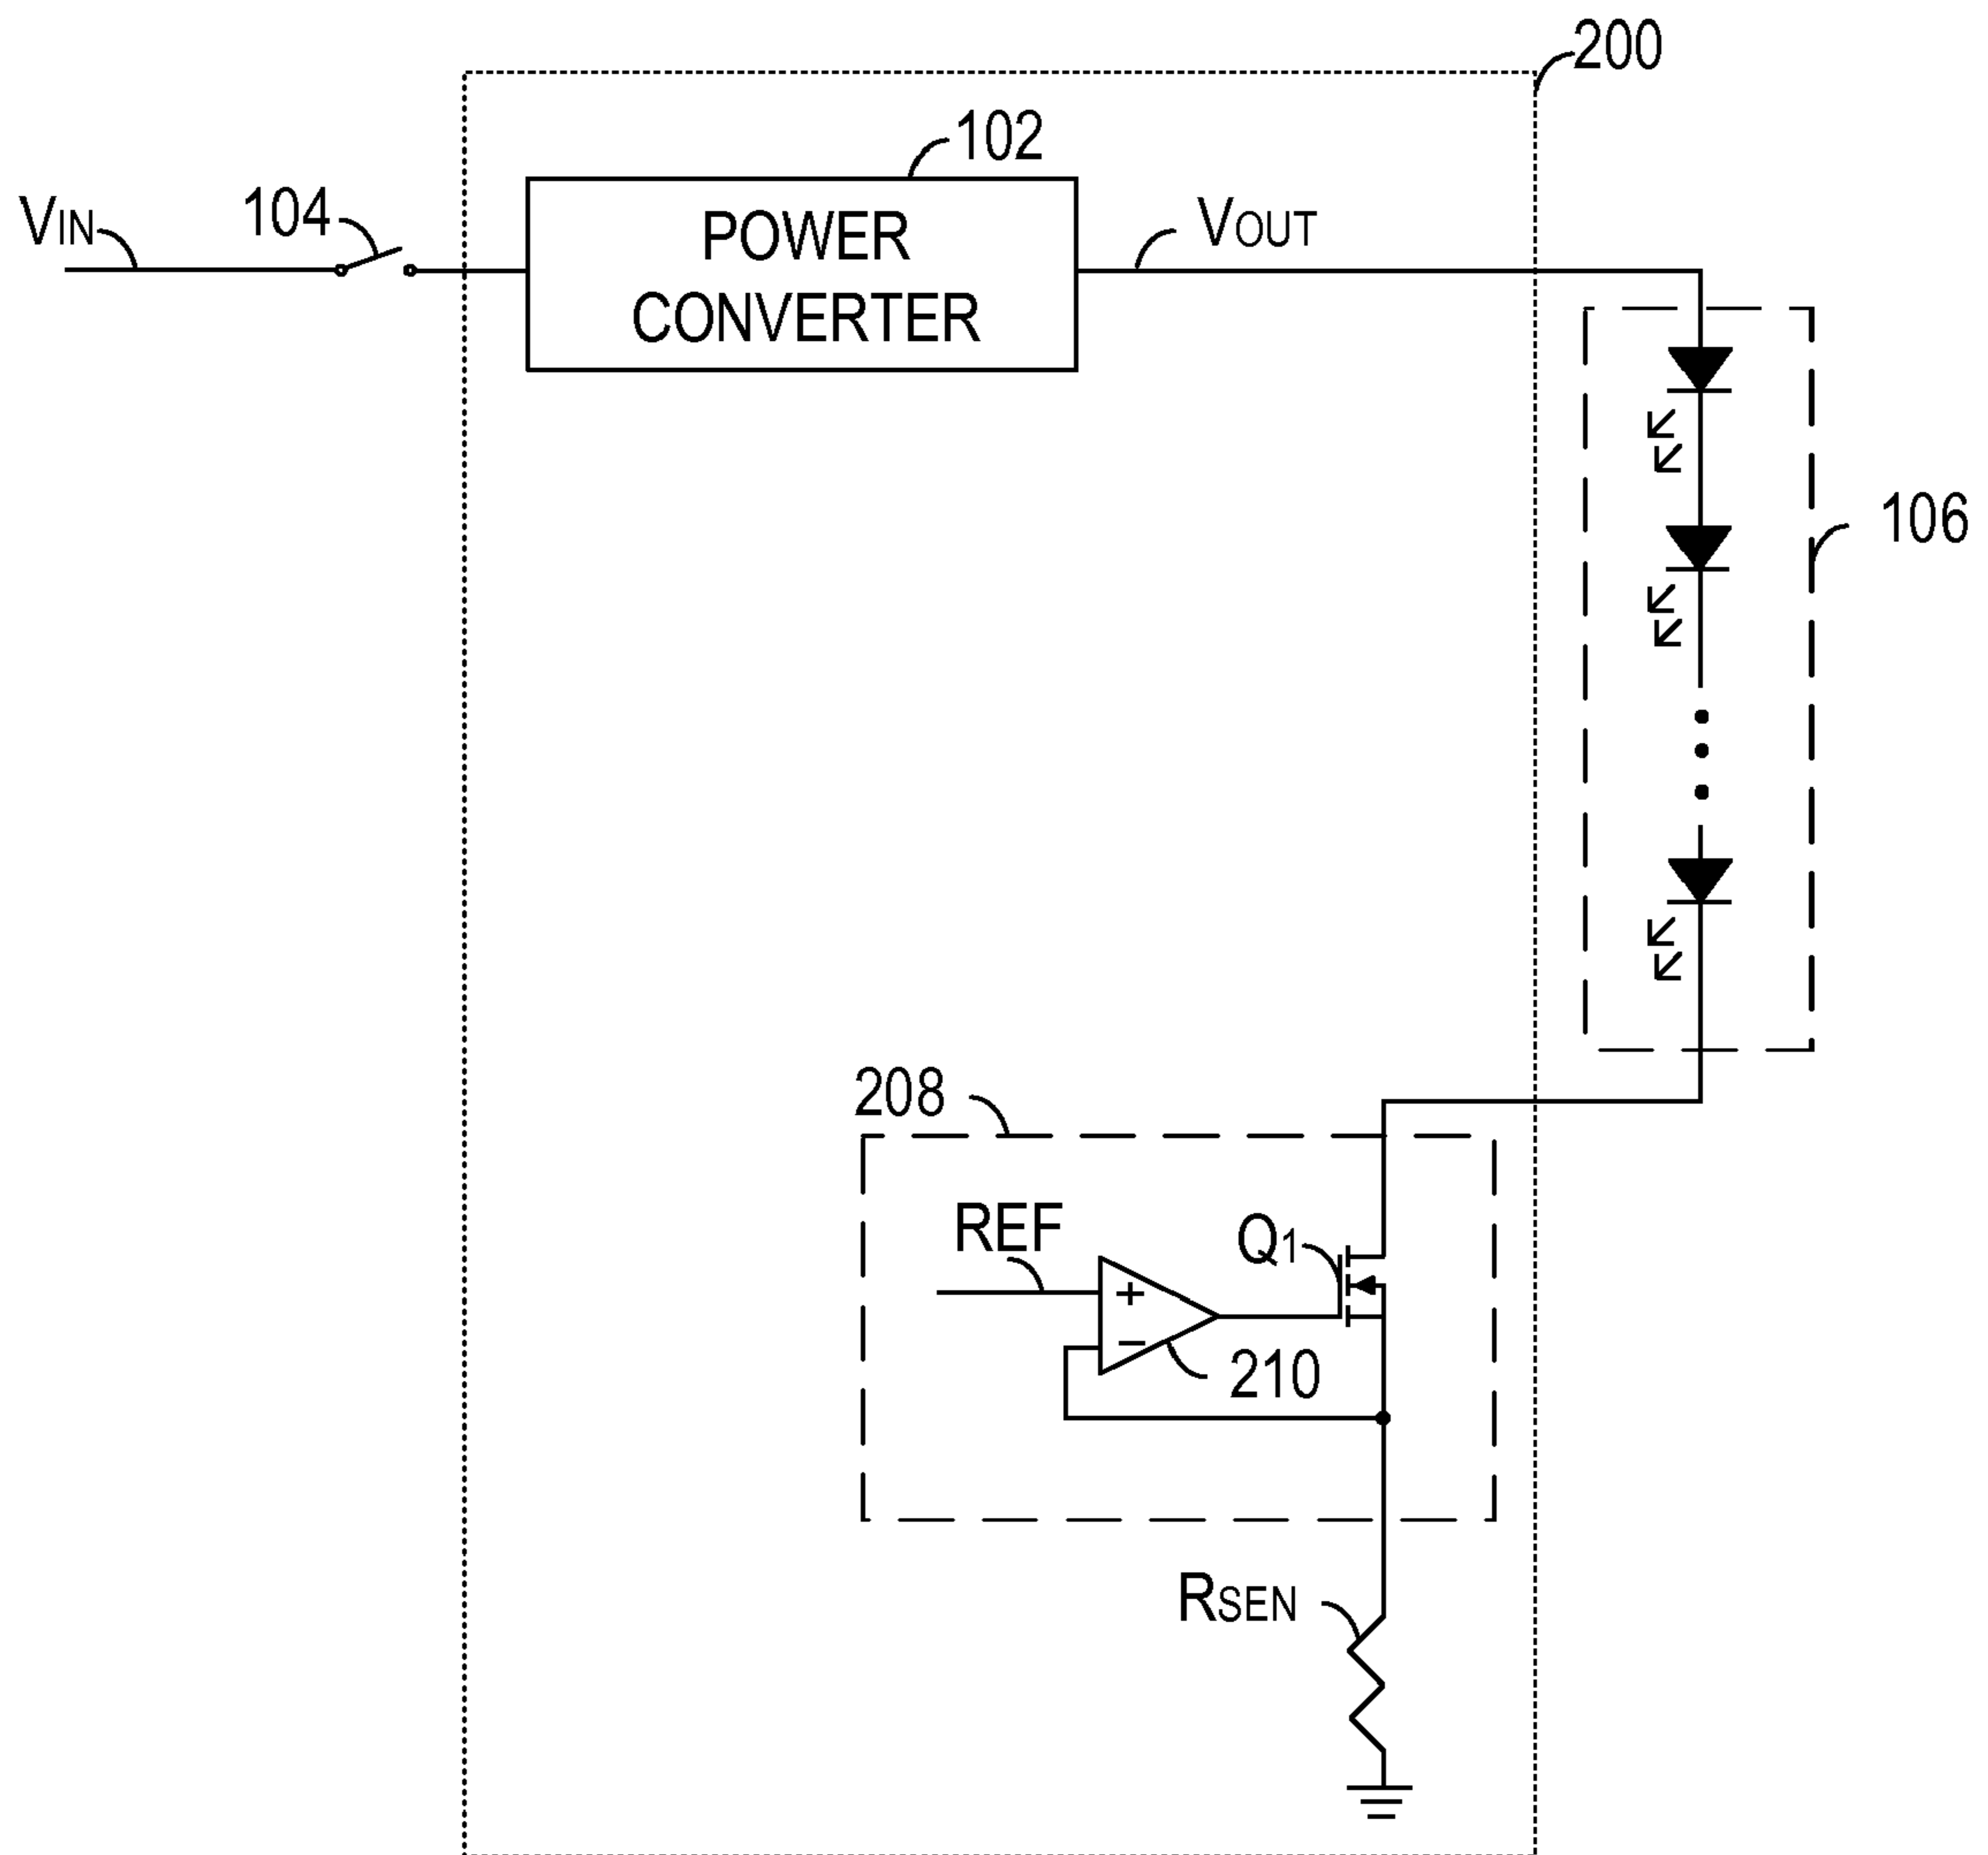 200
102
VIN
104
POWER
CONVERTER
VOUT
106
208
REF
Q1
+
−
210
RSEN